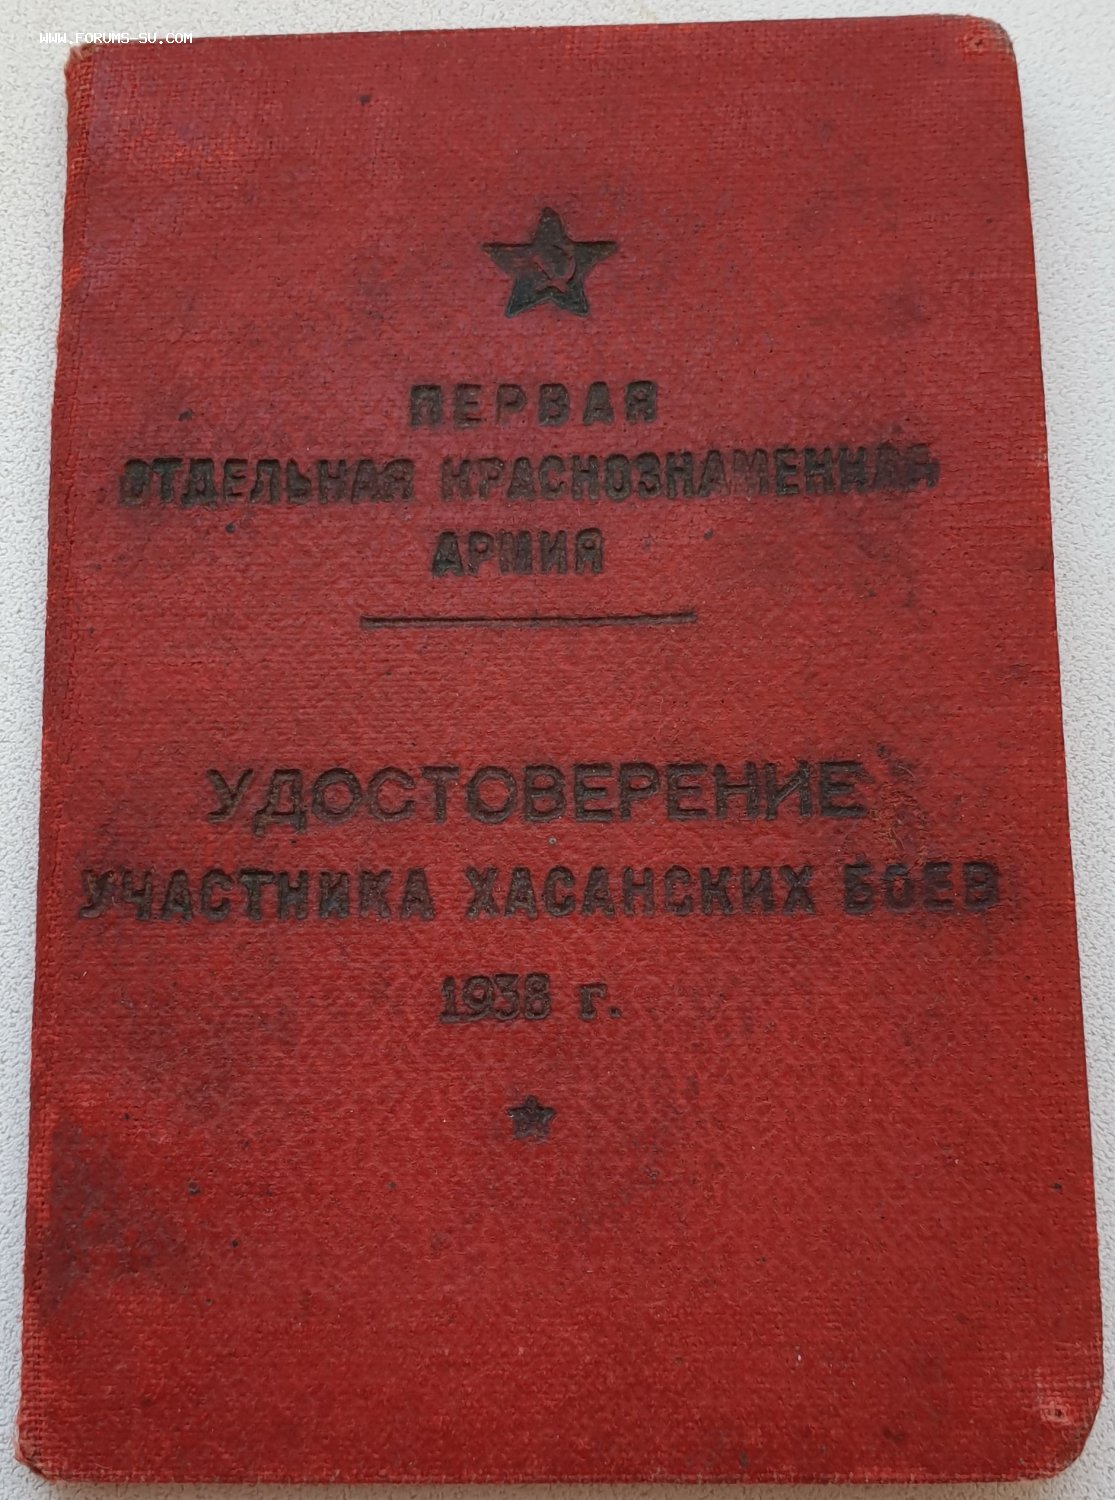 www.forums-su.com
ПЕРВАЯ
ОТДЕЛЬНАЯ КРАСНОЗНАМЕННАЯ
АРМИЯ
УДОСТОВЕРЕНИЕ
УЧАСТНИКА ХАСАНСКИХ БОЕВ
1938 г.